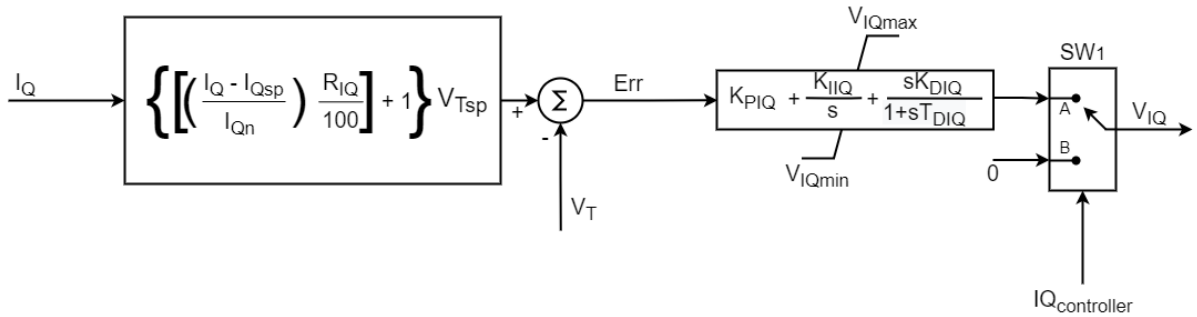 I_Q
{[( (I_Q - I_Qsp) / I_Qn ) R_IQ / 100] + 1} V_Tsp
+
-
Σ
V_T
Err
V_IQmax
K_PIQ + K_IIQ / s + sK_DIQ / 1+sT_DIQ
V_IQmin
SW1
A
B
0
V_IQ
IQ_controller